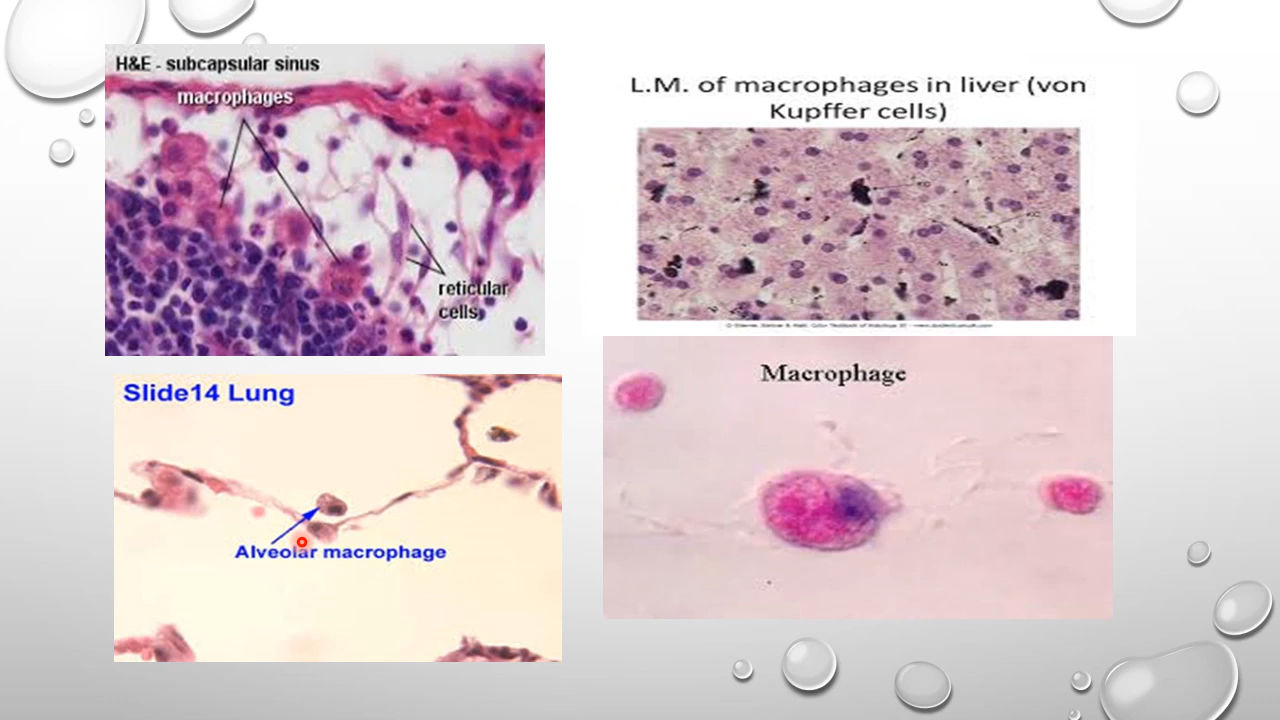 H&E - subcapsular sinus
macrophages
reticular
cells
L.M. of macrophages in liver (von
Kupffer cells)
Slide14 Lung
Alveolar macrophage
Macrophage